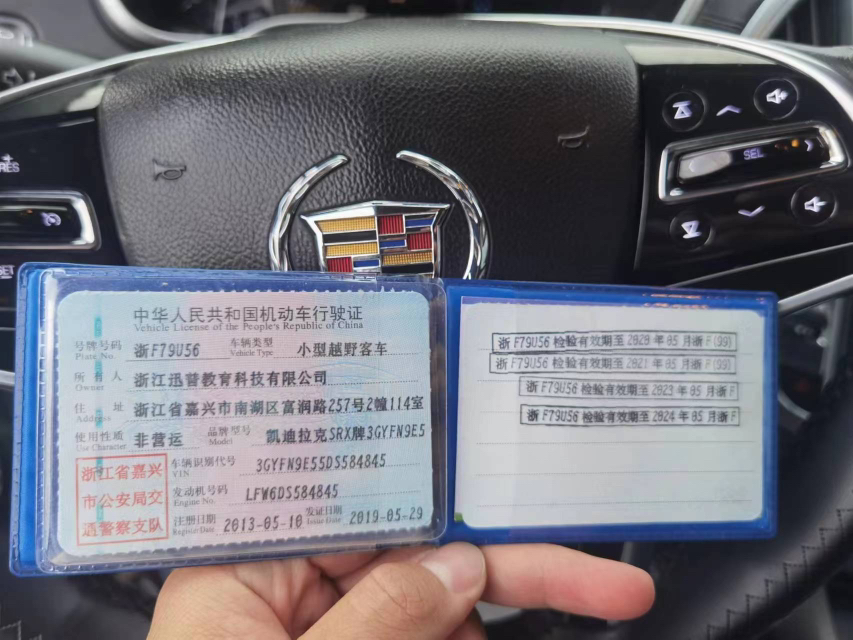 RES
SET
SEL
中华人民共和国机动车行驶证
Vehicle License of the People's Republic of China
号牌号码 浙F79U56 车辆类型 小型越野客车
Plate No. Vehicle Type
所有人 浙江迅普教育科技有限公司
Owner
住址 浙江省嘉兴市南湖区富润路257号2幢114室
Address
使用性质 非营运 品牌型号 凯迪拉克SRX牌3GYFN9E5
Use Character Model
浙江省嘉兴
市公安局交
通警察支队
车辆识别代号 3GYFN9E55DS584845
VIN
发动机号码 LFW6DS584845
Engine No.
注册日期 2013-05-10 发证日期 2019-05-29
Register Date Issue Date
浙F79U56 检验有效期至2020年05月浙F(99)
浙F79U56 检验有效期至2021年05月浙F(99)
浙F79U56 检验有效期至2023年05月浙F
浙F79U56 检验有效期至2024年05月浙F